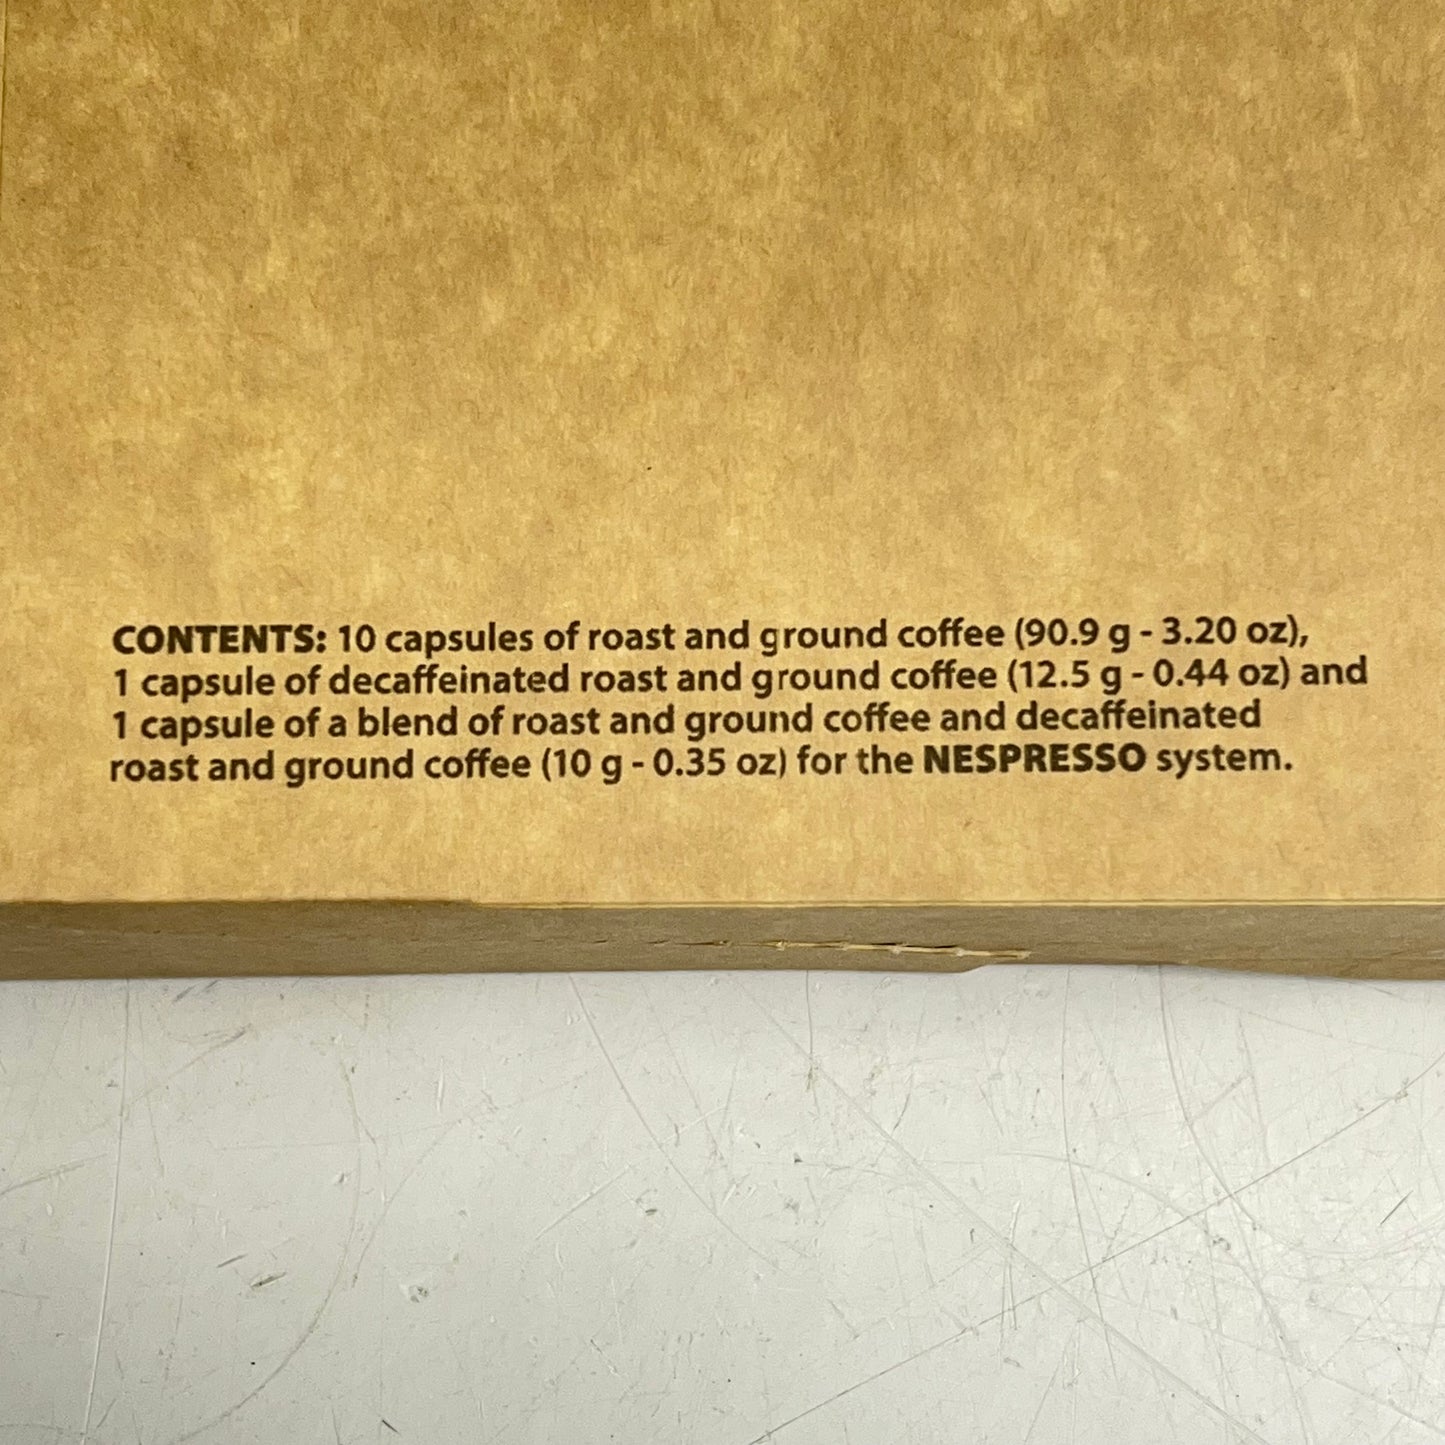 CONTENTS: 10 capsules of roast and ground coffee (90.9 g - 3.20 oz),
1 capsule of decaffeinated roast and ground coffee (12.5 g - 0.44 oz) and
1 capsule of a blend of roast and ground coffee and decaffeinated
roast and ground coffee (10 g - 0.35 oz) for the NESPRESSO system.